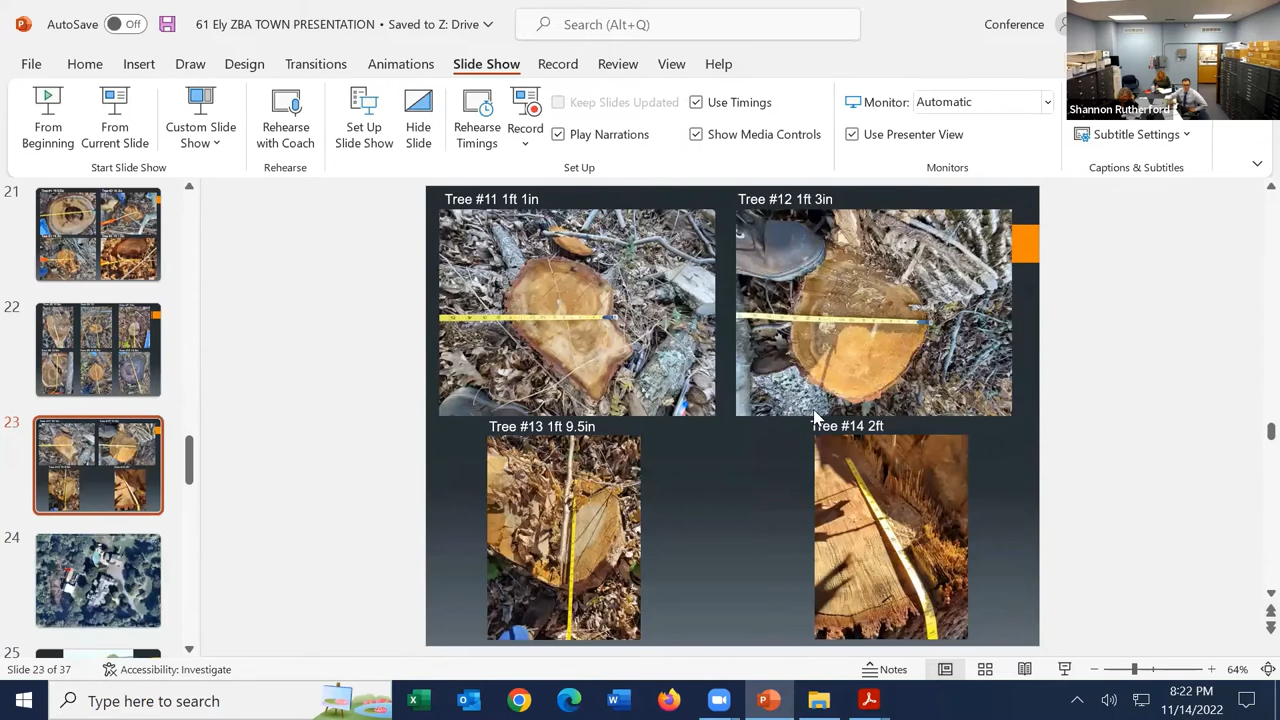 AutoSave Off 61 Ely ZBA TOWN PRESENTATION • Saved to Z: Drive Search (Alt+Q) Conference
File Home Insert Draw Design Transitions Animations Slide Show Record Review View Help
Shannon Rutherford
From Beginning
From Current Slide
Custom Slide Show
Rehearse with Coach
Set Up Slide Show
Hide Slide
Rehearse Timings
Record
Keep Slides Updated
Use Timings
Play Narrations
Show Media Controls
Monitor: Automatic
Use Presenter View
Subtitle Settings
Start Slide Show Rehearse Set Up Monitors Captions & Subtitles
21
22
23
24
25
Tree #11 1ft 1in
Tree #12 1ft 3in
Tree #13 1ft 9.5in
Tree #14 2ft
Slide 23 of 37 Accessibility: Investigate Notes 64%
Type here to search
8:22 PM
11/14/2022